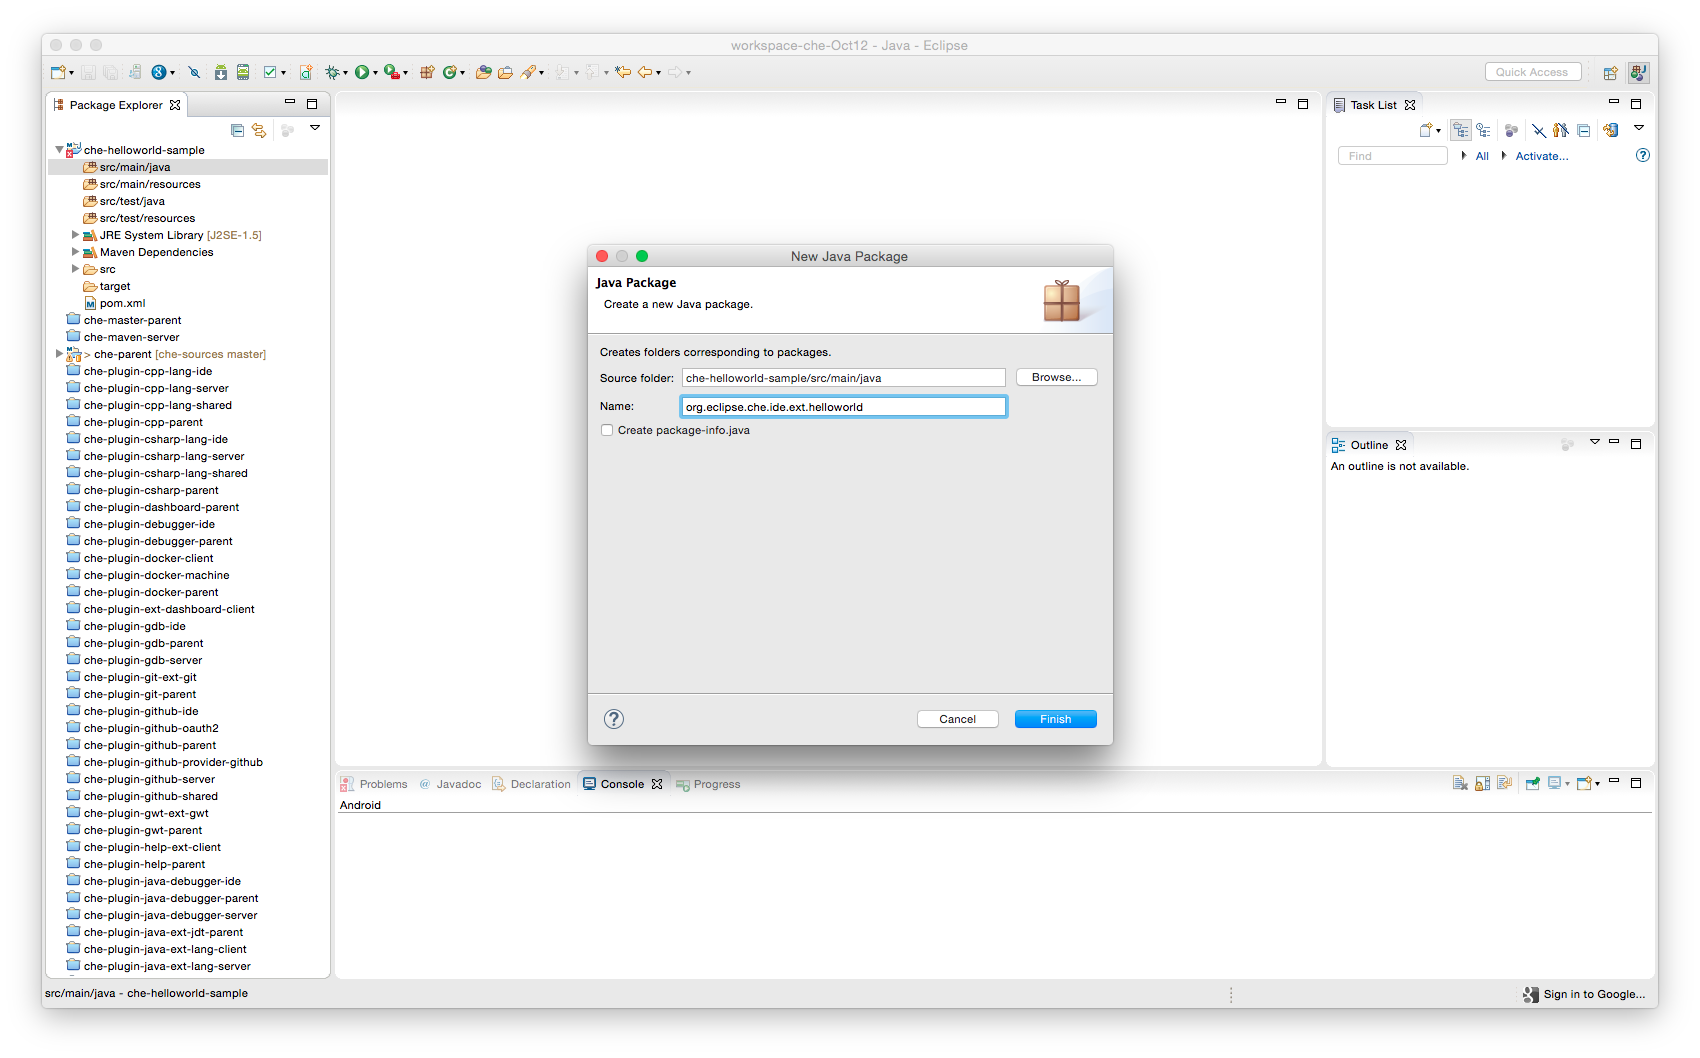 workspace-che-Oct12 - Java - Eclipse
Quick Access
Package Explorer
che-helloworld-sample
src/main/java
src/main/resources
src/test/java
src/test/resources
JRE System Library [J2SE-1.5]
Maven Dependencies
src
target
pom.xml
che-master-parent
che-maven-server
> che-parent [che-sources master]
che-plugin-cpp-lang-ide
che-plugin-cpp-lang-server
che-plugin-cpp-lang-shared
che-plugin-cpp-parent
che-plugin-csharp-lang-ide
che-plugin-csharp-lang-server
che-plugin-csharp-lang-shared
che-plugin-csharp-parent
che-plugin-dashboard-parent
che-plugin-debugger-ide
che-plugin-debugger-parent
che-plugin-docker-client
che-plugin-docker-machine
che-plugin-docker-parent
che-plugin-ext-dashboard-client
che-plugin-gdb-ide
che-plugin-gdb-parent
che-plugin-gdb-server
che-plugin-git-ext-git
che-plugin-git-parent
che-plugin-github-ide
che-plugin-github-oauth2
che-plugin-github-parent
che-plugin-github-provider-github
che-plugin-github-server
che-plugin-github-shared
che-plugin-gwt-ext-gwt
che-plugin-gwt-parent
che-plugin-help-ext-client
che-plugin-help-parent
che-plugin-java-debugger-ide
che-plugin-java-debugger-parent
che-plugin-java-debugger-server
che-plugin-java-ext-jdt-parent
che-plugin-java-ext-lang-client
che-plugin-java-ext-lang-server
New Java Package
Java Package
Create a new Java package.
Creates folders corresponding to packages.
Source folder: che-helloworld-sample/src/main/java Browse...
Name: org.eclipse.che.ide.ext.helloworld
Create package-info.java
? Cancel Finish
Task List
Find All Activate... ?
Outline
An outline is not available.
Problems @ Javadoc Declaration Console Progress
Android
src/main/java - che-helloworld-sample
Sign in to Google...